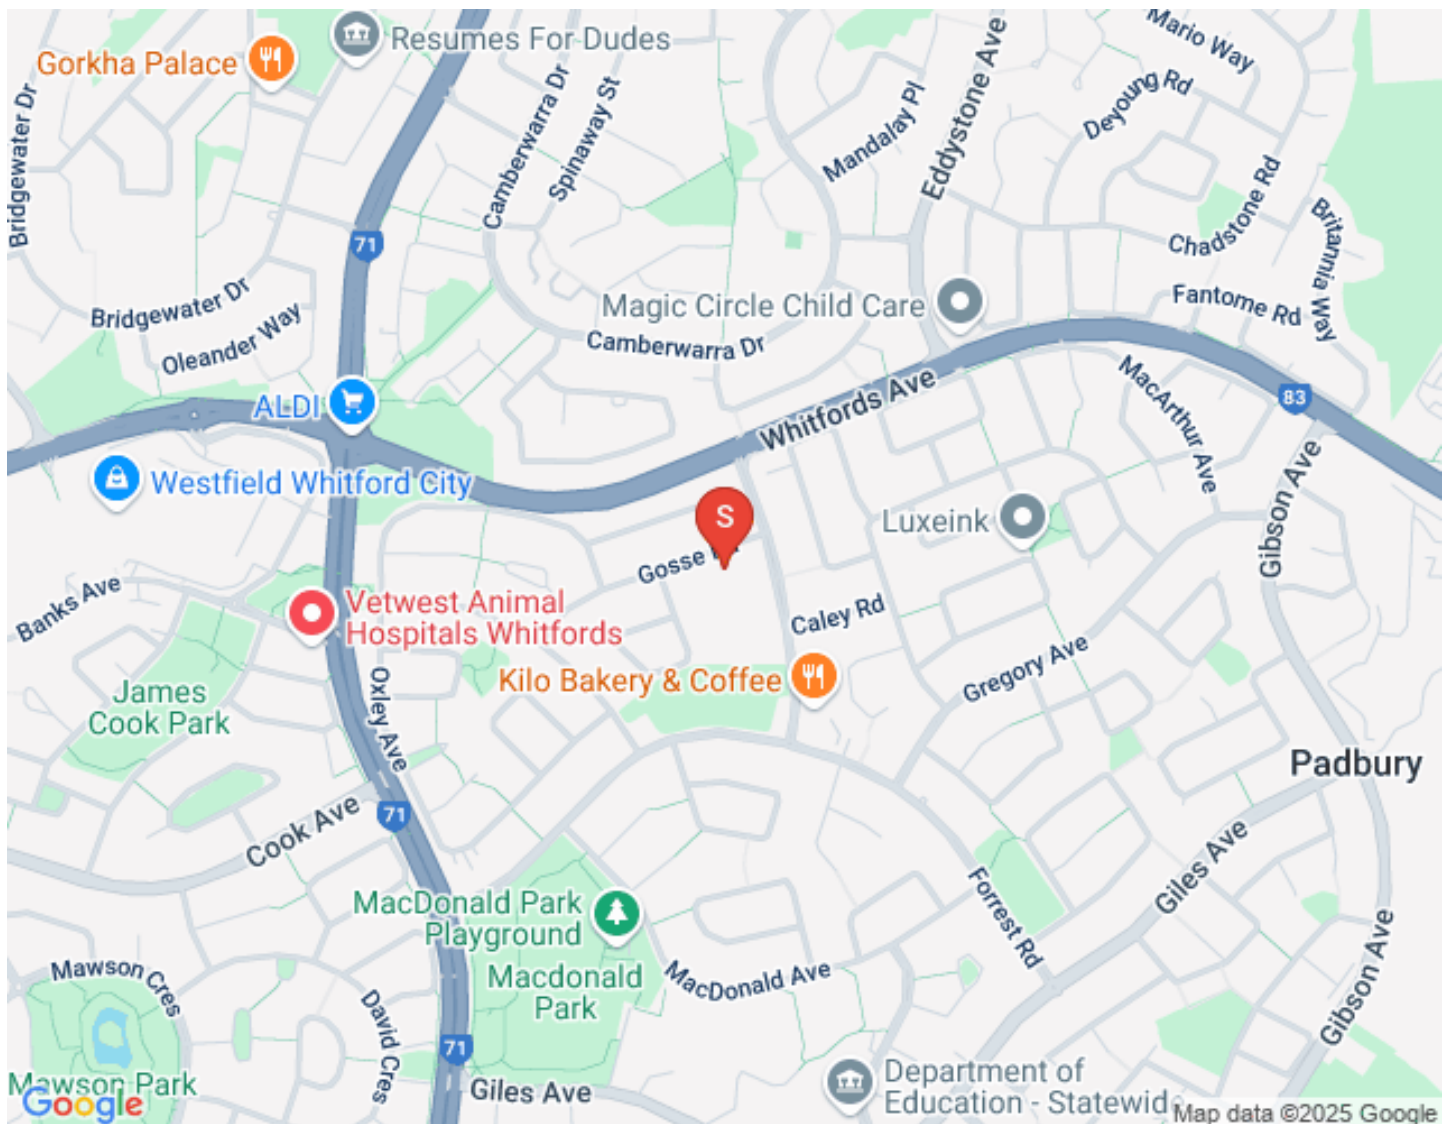 Resumes For Dudes
Gorkha Palace
Bridgewater Dr
Camberwarra Dr
Spinaway St
Mandalay Pl
Eddystone Ave
Mario Way
Deyoung Rd
Chadstone Rd
Britannia Way
71
Bridgewater Dr
Oleander Way
Magic Circle Child Care
Fantome Rd
Camberwarra Dr
MacArthur Ave
Whitfords Ave
83
ALDI
Westfield Whitford City
Gibson Ave
S
Luxeink
Gosse
Banks Ave
Vetwest Animal
Hospitals Whitfords
Caley Rd
Gregory Ave
Kilo Bakery & Coffee
James
Cook Park
Oxley Ave
Padbury
71
Cook Ave
Giles Ave
Forrest Rd
MacDonald Park
Playground
Macdonald
Park
MacDonald Ave
Mawson Cres
David Cres
Gibson Ave
71
Mawson Park
Giles Ave
Department of
Education - Statewid
Google
Map data ©2025 Google